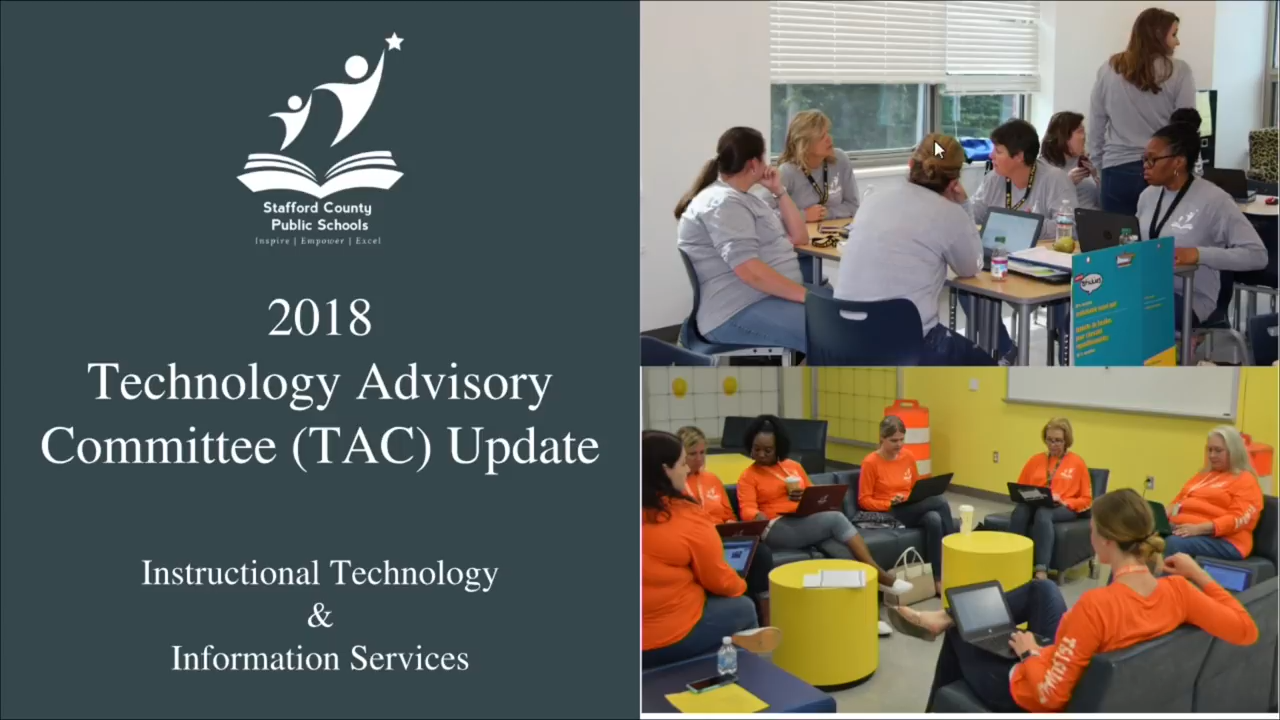 Stafford County
Public Schools
Inspire | Empower | Excel
2018
Technology Advisory
Committee (TAC) Update
Instructional Technology
&
Information Services